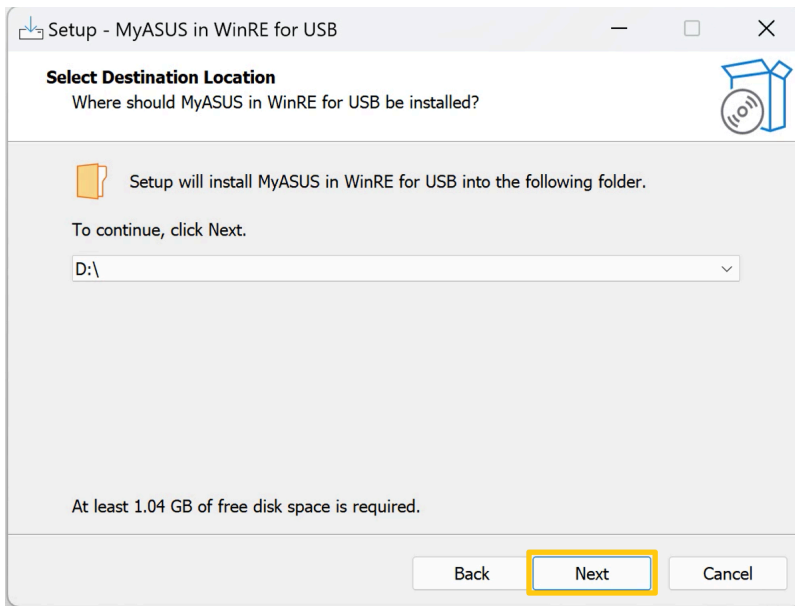 Setup - MyASUS in WinRE for USB
Select Destination Location
Where should MyASUS in WinRE for USB be installed?
Setup will install MyASUS in WinRE for USB into the following folder.
To continue, click Next.
D:\
At least 1.04 GB of free disk space is required.
Back Next Cancel